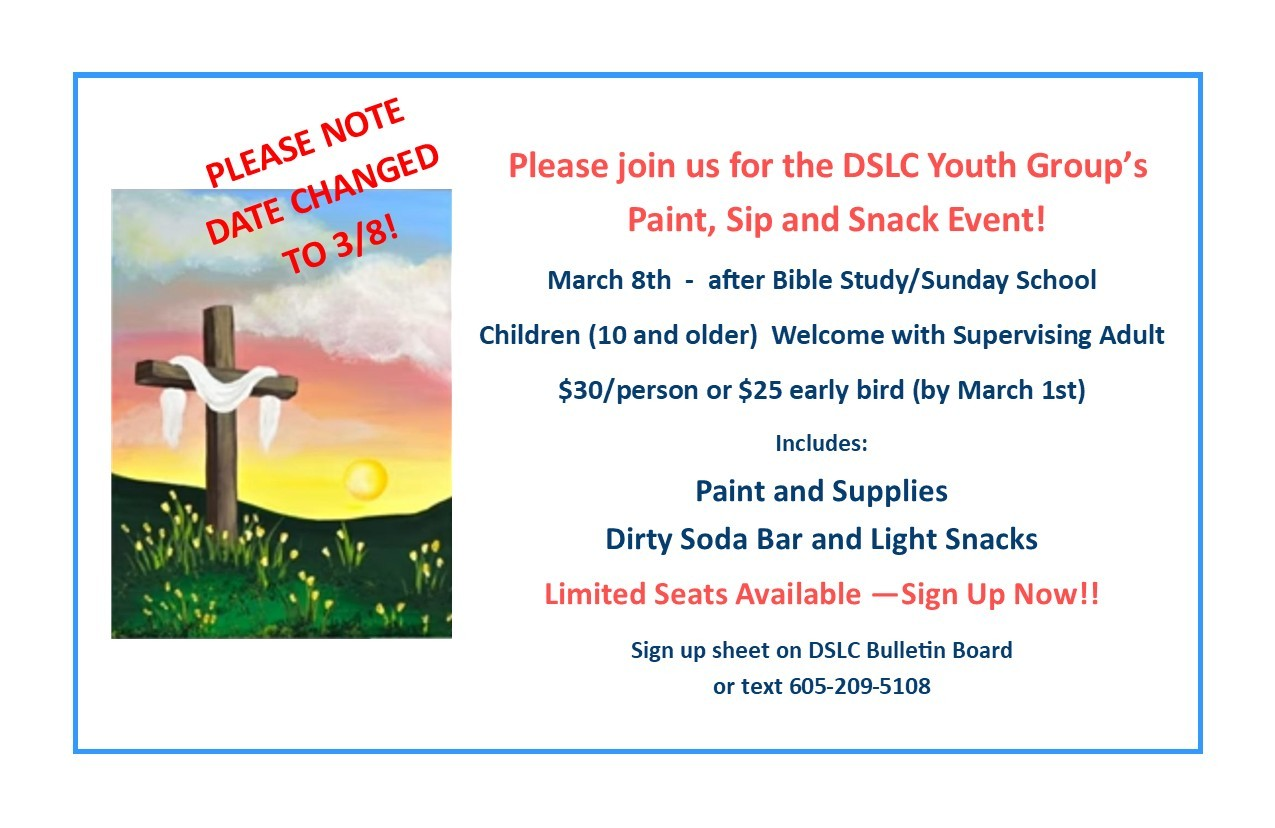 PLEASE NOTE
DATE CHANGED
TO 3/8!
Please join us for the DSLC Youth Group’s
Paint, Sip and Snack Event!
March 8th  -  after Bible Study/Sunday School
Children (10 and older)  Welcome with Supervising Adult
$30/person or $25 early bird (by March 1st)
Includes:
Paint and Supplies
Dirty Soda Bar and Light Snacks
Limited Seats Available —Sign Up Now!!
Sign up sheet on DSLC Bulletin Board
or text 605-209-5108